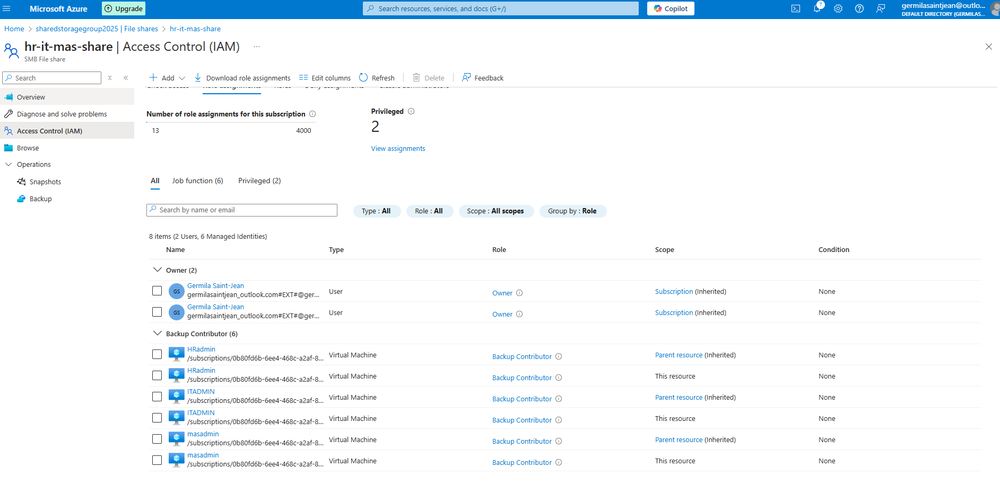 Microsoft Azure
Upgrade
Search resources, services, and docs (G+/)
Copilot
7
germilasaintjean@outlo...
DEFAULT DIRECTORY (GERMILAS...
Home > sharedstoragegroup2025 | File shares > hr-it-mas-share
hr-it-mas-share | Access Control (IAM) ...
SMB File share
Search
Overview
Diagnose and solve problems
Access Control (IAM)
Browse
Operations
Snapshots
Backup
Add
Download role assignments
Edit columns
Refresh
Delete
Feedback
Check access Role assignments Roles Deny assignments Classic administrators
Number of role assignments for this subscription
13 4000
Privileged
2
View assignments
All Job function (6) Privileged (2)
Search by name or email
Type : All Role : All Scope : All scopes Group by : Role
8 items (2 Users, 6 Managed Identities)
Name Type Role Scope Condition
Owner (2)
GS
Germila Saint-Jean
germilasaintjean_outlook.com#EXT#@ger...
User Owner Subscription (Inherited) None
GS
Germila Saint-Jean
germilasaintjean_outlook.com#EXT#@ger...
User Owner Subscription (Inherited) None
Backup Contributor (6)
HRadmin
/subscriptions/0b80fd6b-6ee4-468c-a2af-8...
Virtual Machine Backup Contributor Parent resource (Inherited) None
HRadmin
/subscriptions/0b80fd6b-6ee4-468c-a2af-8...
Virtual Machine Backup Contributor This resource None
ITADMIN
/subscriptions/0b80fd6b-6ee4-468c-a2af-8...
Virtual Machine Backup Contributor Parent resource (Inherited) None
ITADMIN
/subscriptions/0b80fd6b-6ee4-468c-a2af-8...
Virtual Machine Backup Contributor This resource None
masadmin
/subscriptions/0b80fd6b-6ee4-468c-a2af-8...
Virtual Machine Backup Contributor Parent resource (Inherited) None
masadmin
/subscriptions/0b80fd6b-6ee4-468c-a2af-8...
Virtual Machine Backup Contributor This resource None